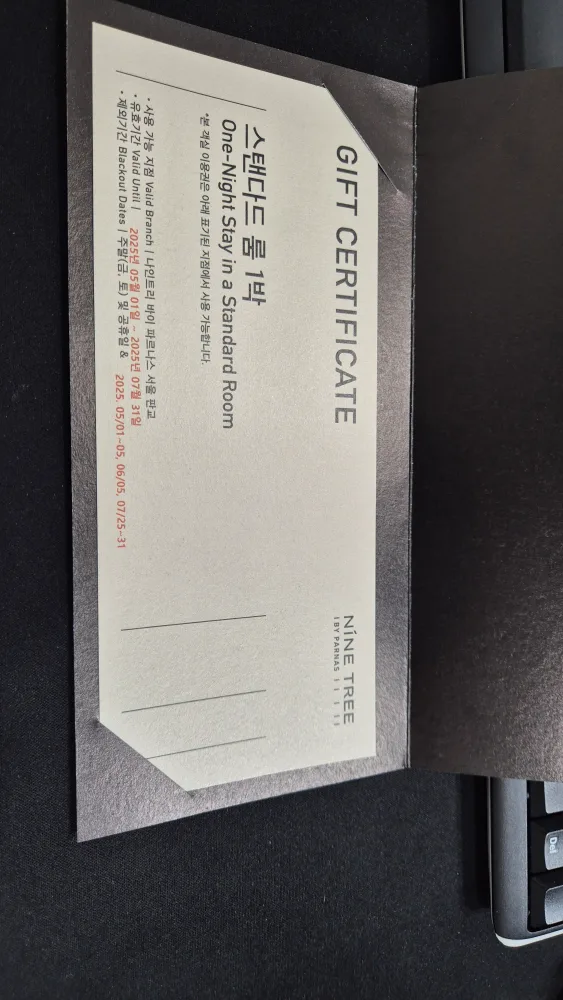 GIFT CERTIFICATE
NINE TREE
BY PARNAS
스탠다드 룸 1박
One-Night Stay in a Standard Room
*본 객실 이용권은 아래 표기된 지점에서 사용 가능합니다.
• 사용 가능 지점 Valid Branch | 나인트리 바이 파르나스 서울 판교
• 유효기간 Valid Until | 2025년 05월 01일 ~ 2025년 07월 31일
• 제외기간 Blackout Dates | 주말(금, 토) 및 공휴일 & 2025. 05/01~05, 06/05, 07/25~31
Del